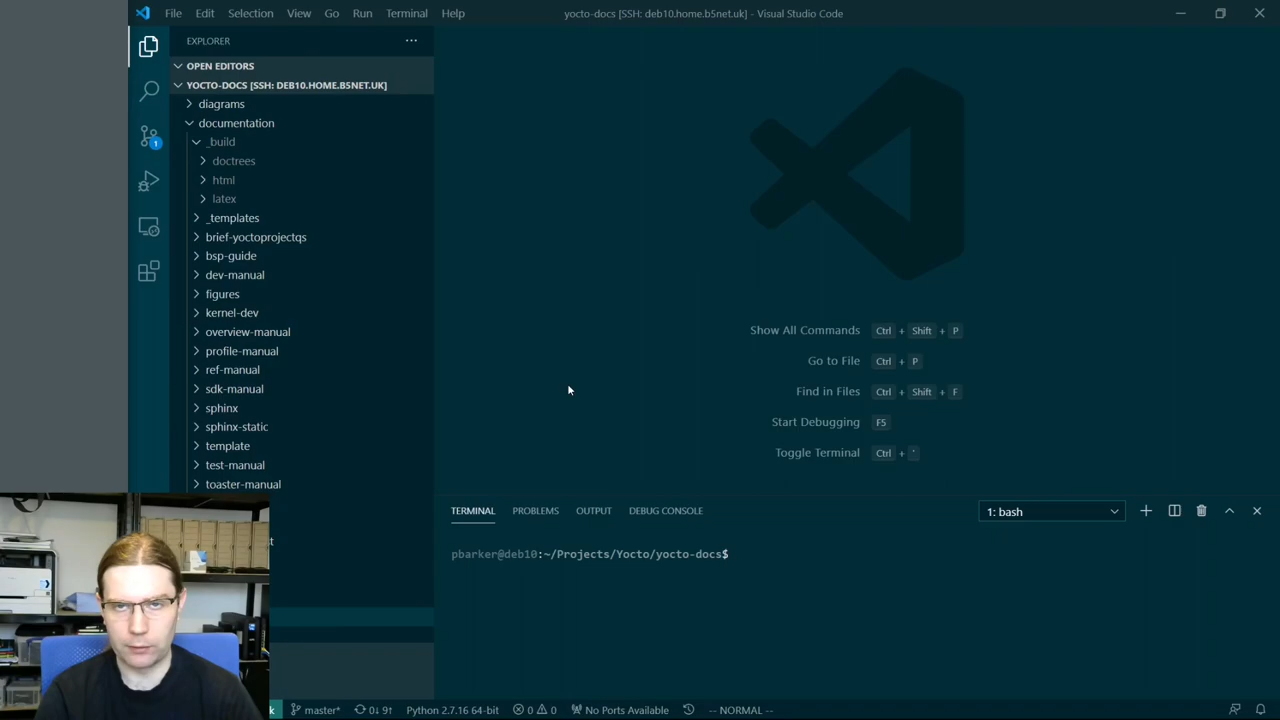 File Edit Selection View Go Run Terminal Help
yocto-docs [SSH: deb10.home.b5net.uk] - Visual Studio Code
EXPLORER
OPEN EDITORS
YOCTO-DOCS [SSH: DEB10.HOME.B5NET.UK]
diagrams
documentation
_build
doctrees
html
latex
_templates
brief-yoctoprojectqs
bsp-guide
dev-manual
figures
kernel-dev
overview-manual
profile-manual
ref-manual
sdk-manual
sphinx
sphinx-static
template
test-manual
toaster-manual
1
Show All Commands Ctrl + Shift + P
Go to File Ctrl + P
Find in Files Ctrl + Shift + F
Start Debugging F5
Toggle Terminal Ctrl + '
TERMINAL PROBLEMS OUTPUT DEBUG CONSOLE
1: bash
pbarker@deb10:~/Projects/Yocto/yocto-docs$
master* 0↓ 9↑ Python 2.7.16 64-bit 0 0 No Ports Available -- NORMAL --